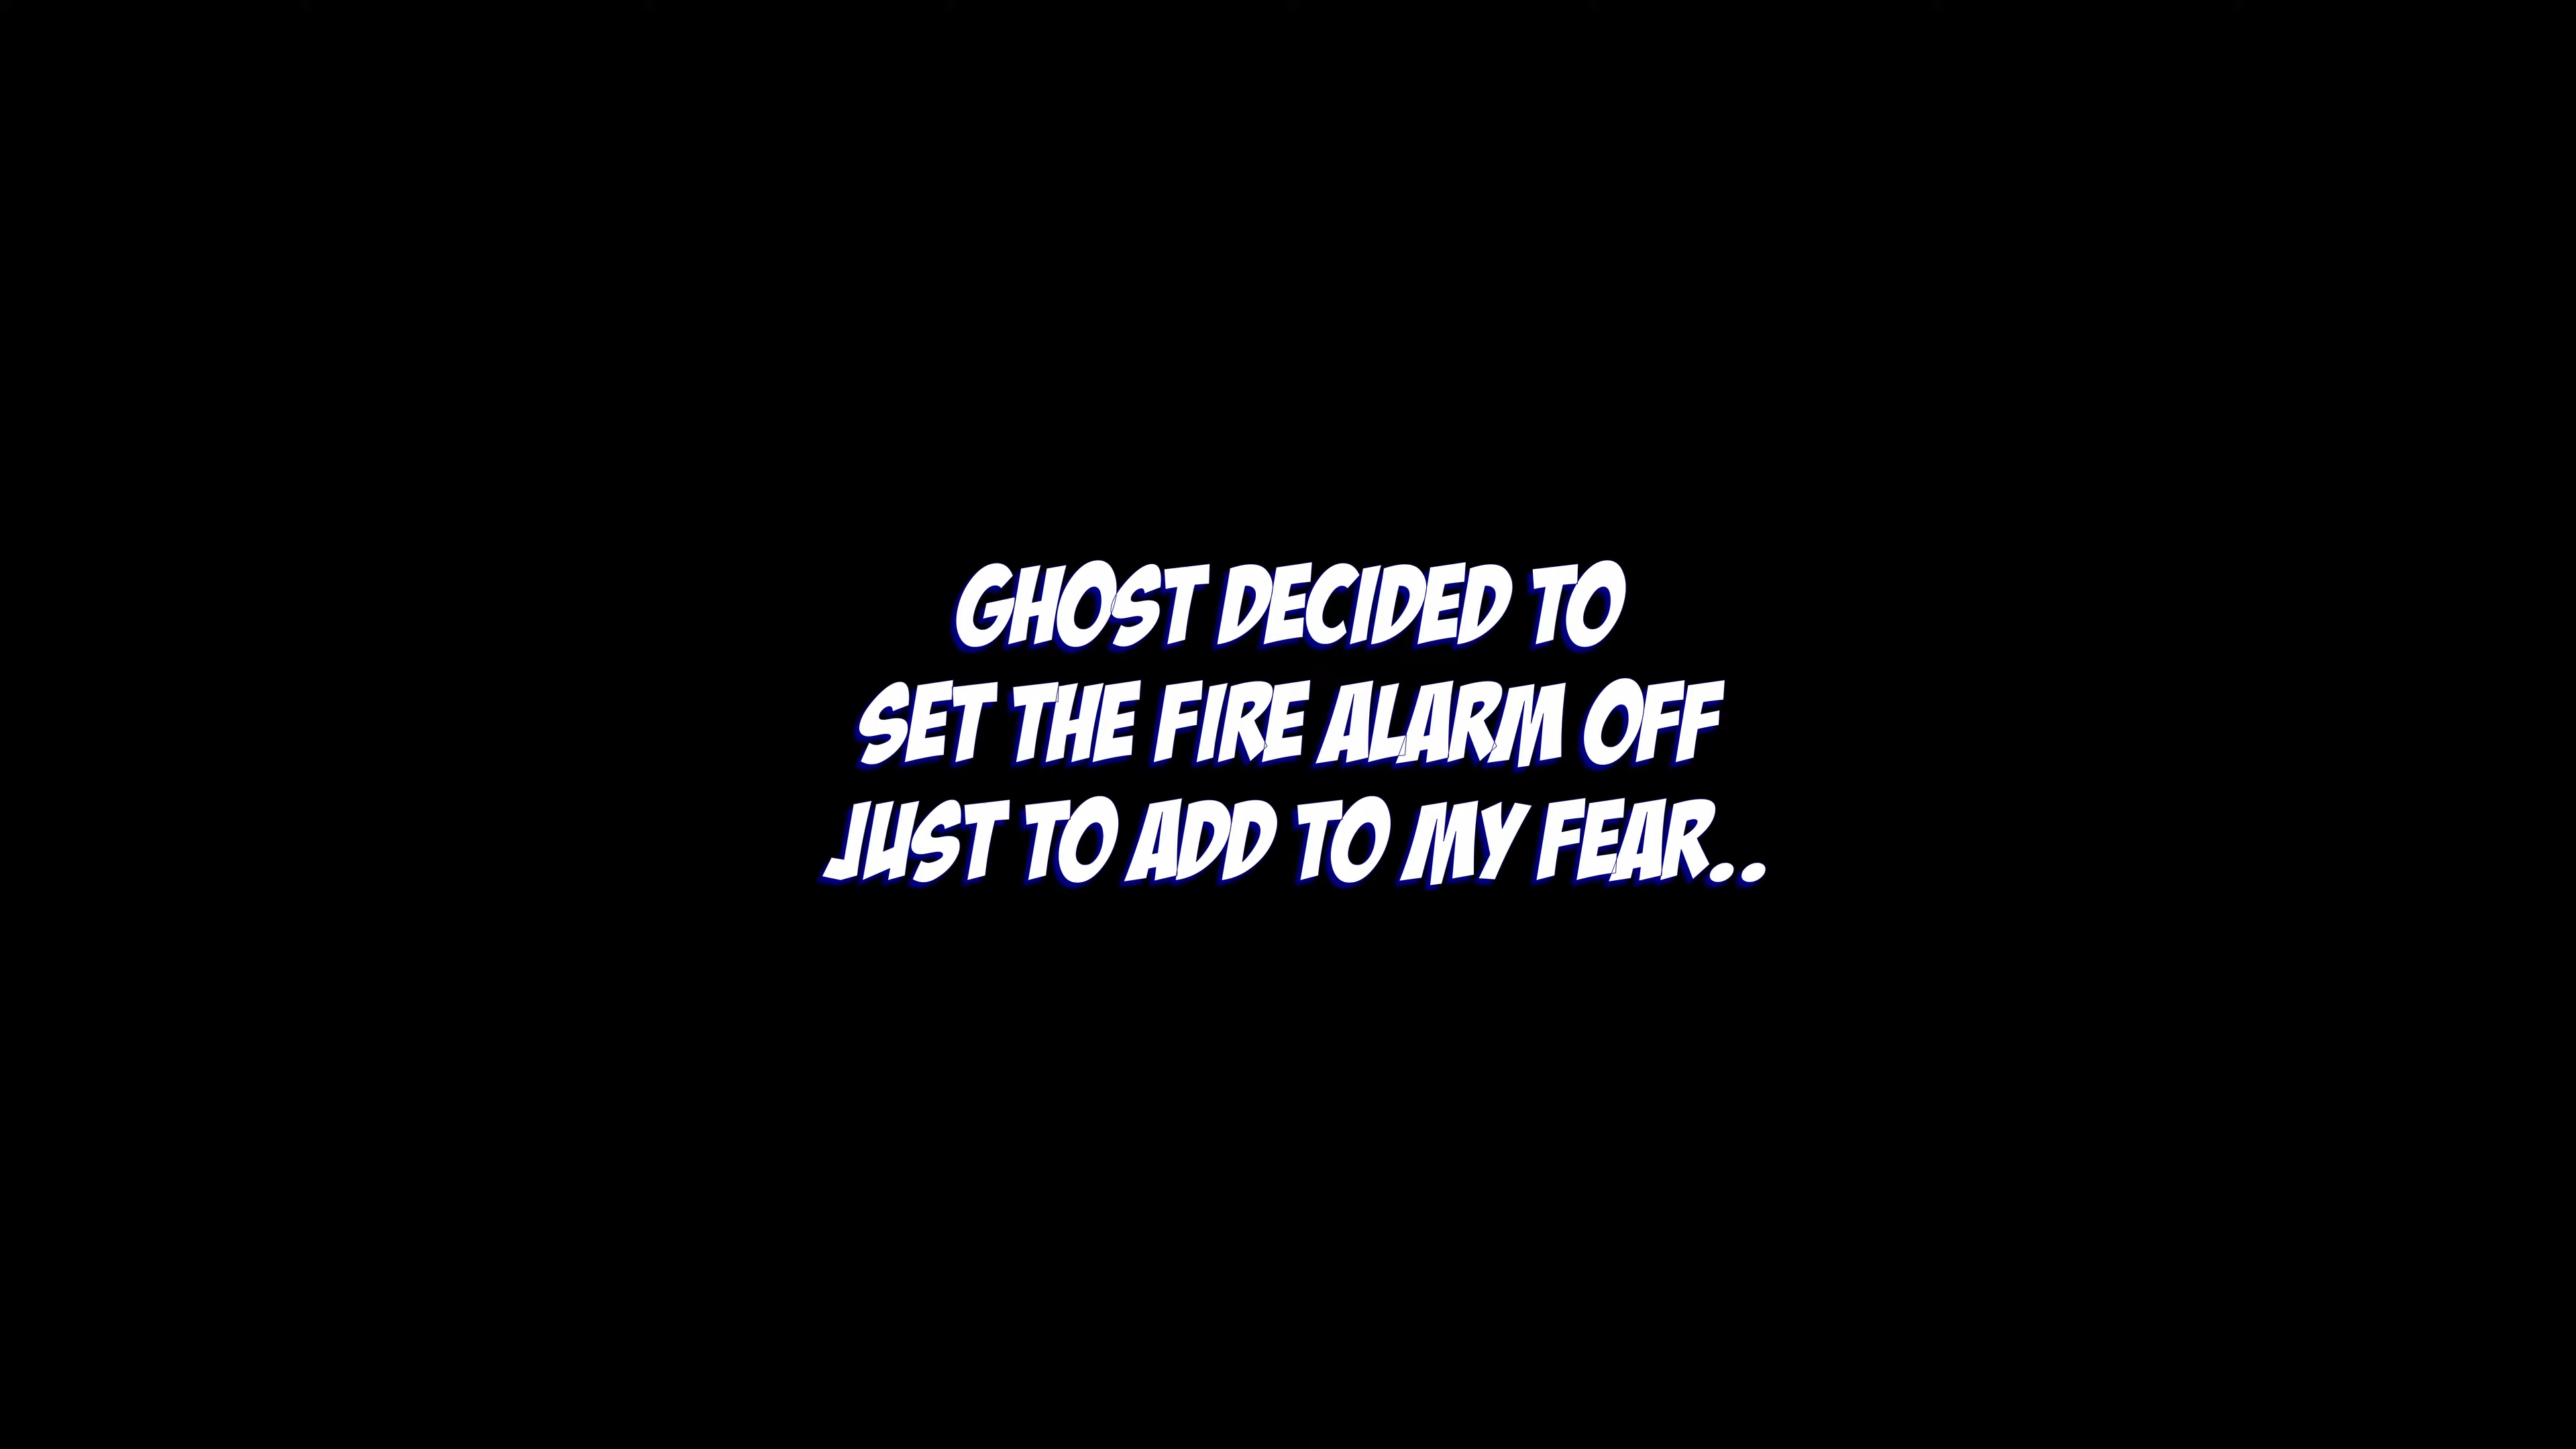 GHOST DECIDED TO
SET THE FIRE ALARM OFF
JUST TO ADD TO MY FEAR..